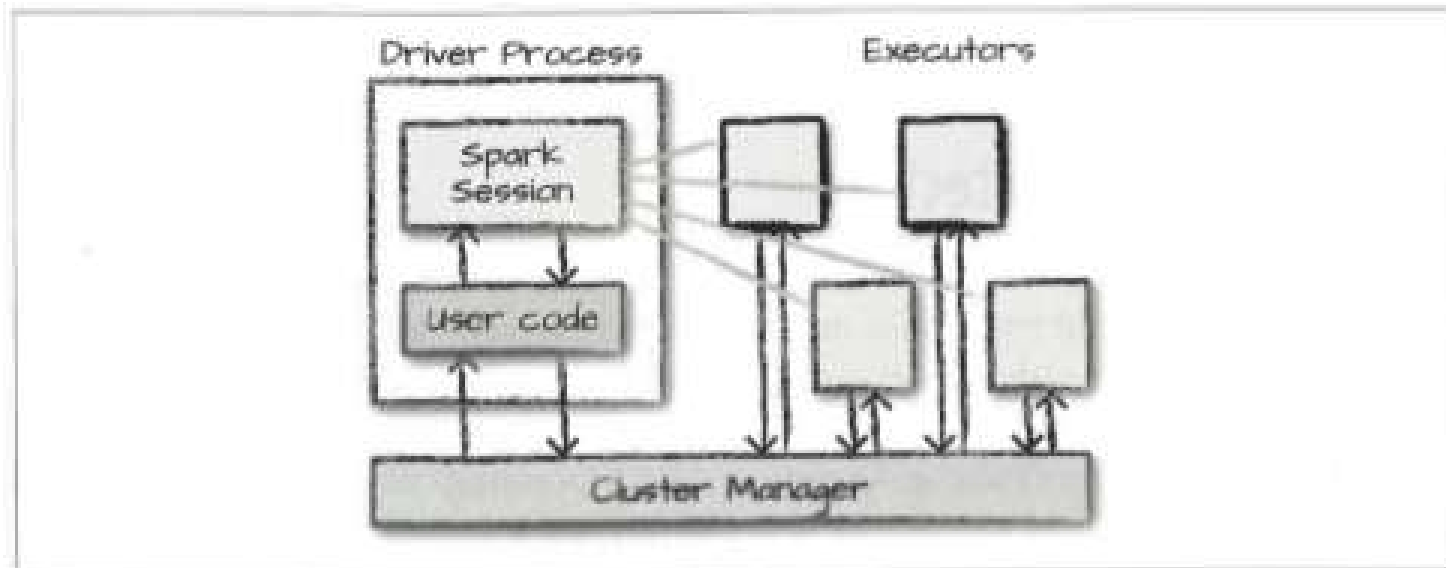 Driver Process
Executors
Spark
Session
User code
Cluster Manager